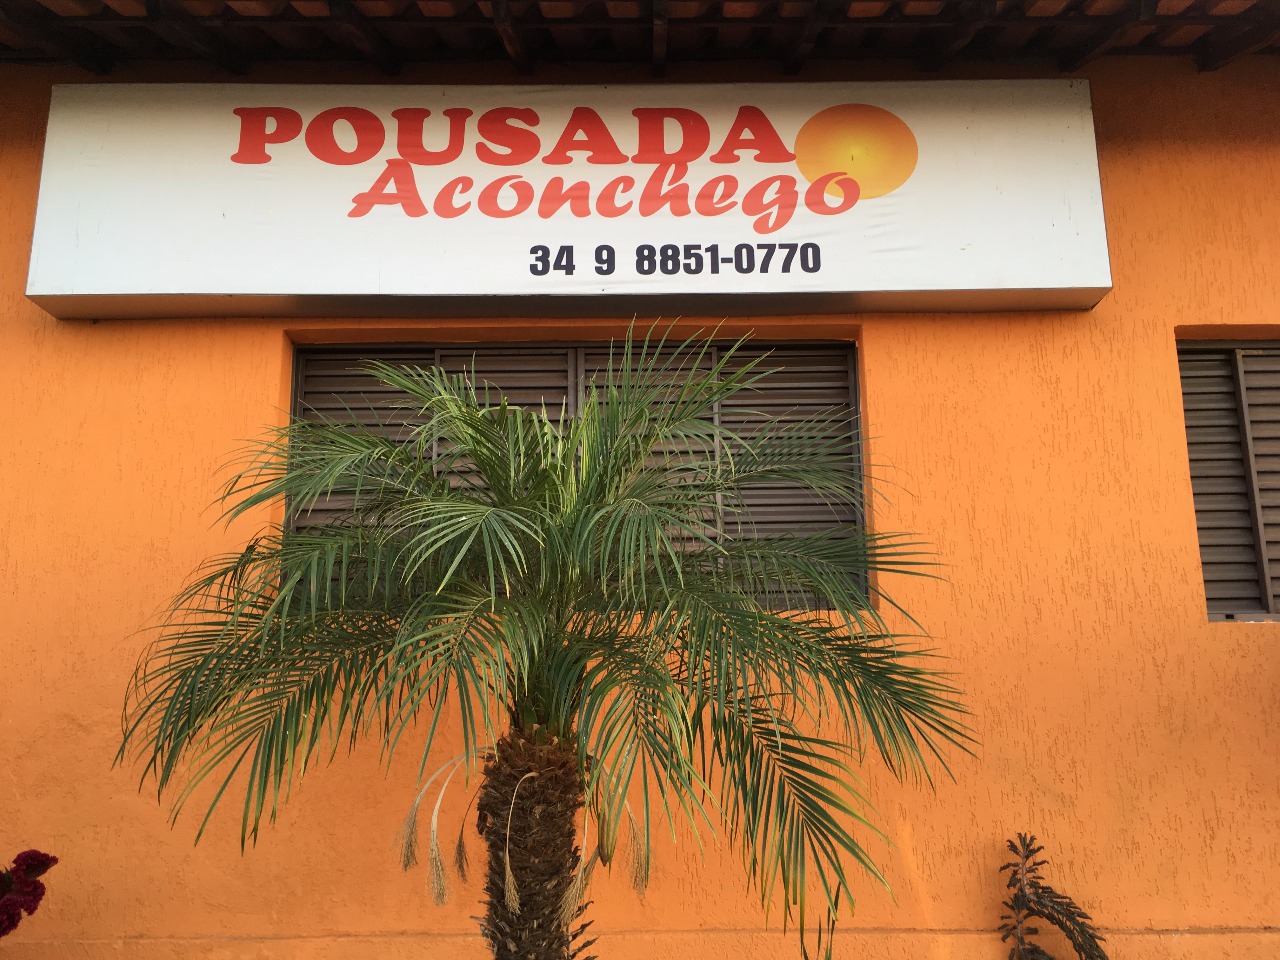 POUSADA
Aconchego
34 9 8851-0770